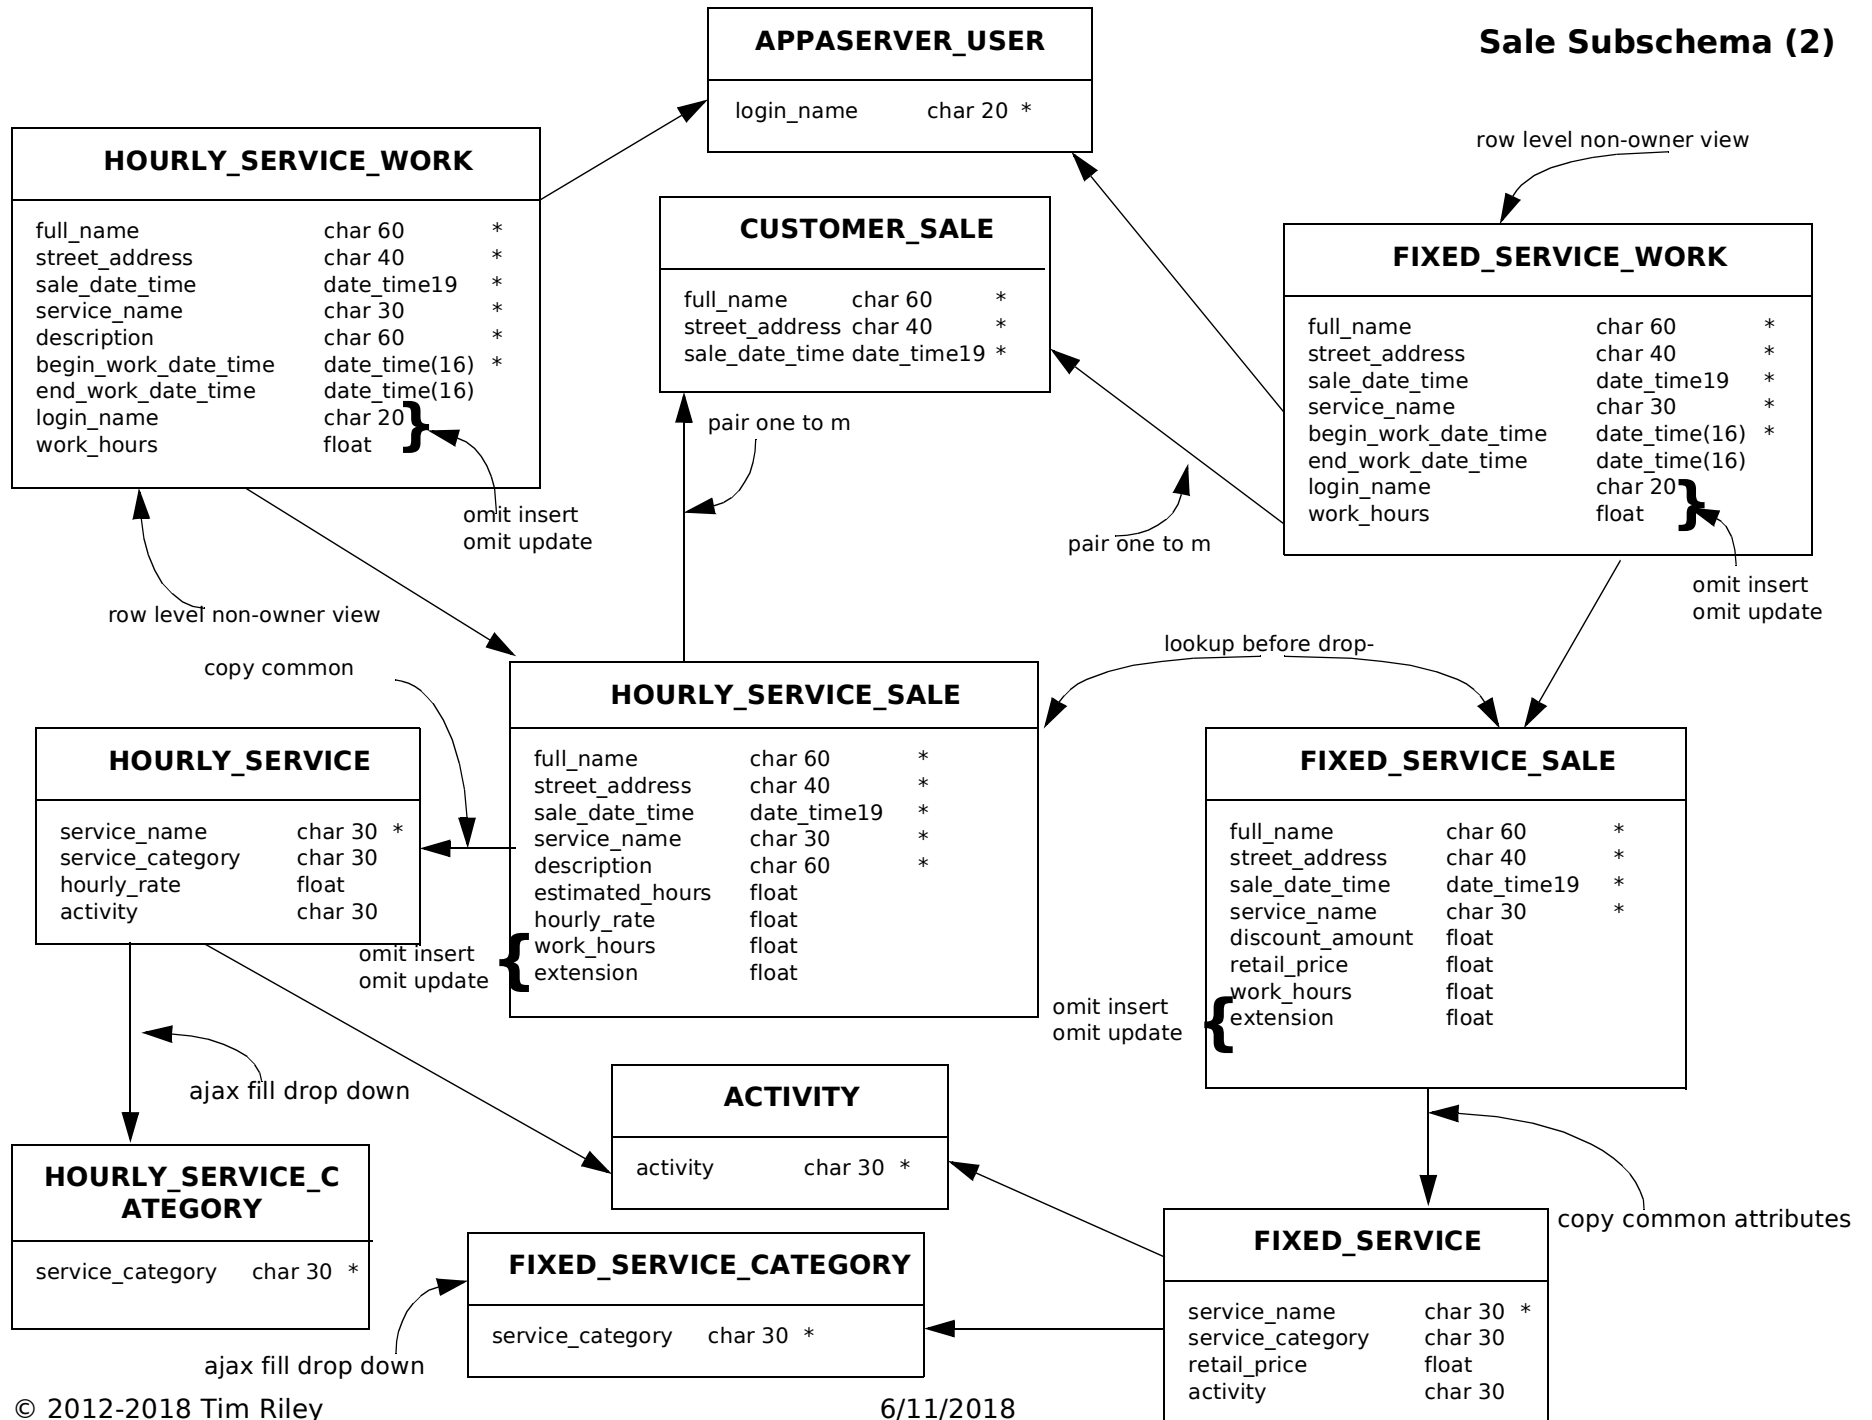 Sale Subschema (2)
APPASERVER_USER
login_name char 20 *
HOURLY_SERVICE_WORK
full_name char 60 *
street_address char 40 *
sale_date_time date_time19 *
service_name char 30 *
description char 60 *
begin_work_date_time date_time(16) *
end_work_date_time date_time(16)
login_name char 20
work_hours float
}
omit insert
omit update
row level non-owner view
CUSTOMER_SALE
full_name char 60 *
street_address char 40 *
sale_date_time date_time19 *
pair one to m
row level non-owner view
FIXED_SERVICE_WORK
full_name char 60 *
street_address char 40 *
sale_date_time date_time19 *
service_name char 30 *
begin_work_date_time date_time(16) *
end_work_date_time date_time(16)
login_name char 20
work_hours float
}
omit insert
omit update
pair one to m
lookup before drop-
copy common
HOURLY_SERVICE_SALE
full_name char 60 *
street_address char 40 *
sale_date_time date_time19 *
service_name char 30 *
description char 60 *
estimated_hours float
hourly_rate float
work_hours float
extension float
{
omit insert
omit update
HOURLY_SERVICE
service_name char 30 *
service_category char 30
hourly_rate float
activity char 30
FIXED_SERVICE_SALE
full_name char 60 *
street_address char 40 *
sale_date_time date_time19 *
service_name char 30 *
discount_amount float
retail_price float
work_hours float
extension float
{
omit insert
omit update
ajax fill drop down
ACTIVITY
activity char 30 *
HOURLY_SERVICE_C
ATEGORY
service_category char 30 *
FIXED_SERVICE_CATEGORY
service_category char 30 *
ajax fill drop down
copy common attributes
FIXED_SERVICE
service_name char 30 *
service_category char 30
retail_price float
activity char 30
© 2012-2018 Tim Riley
6/11/2018